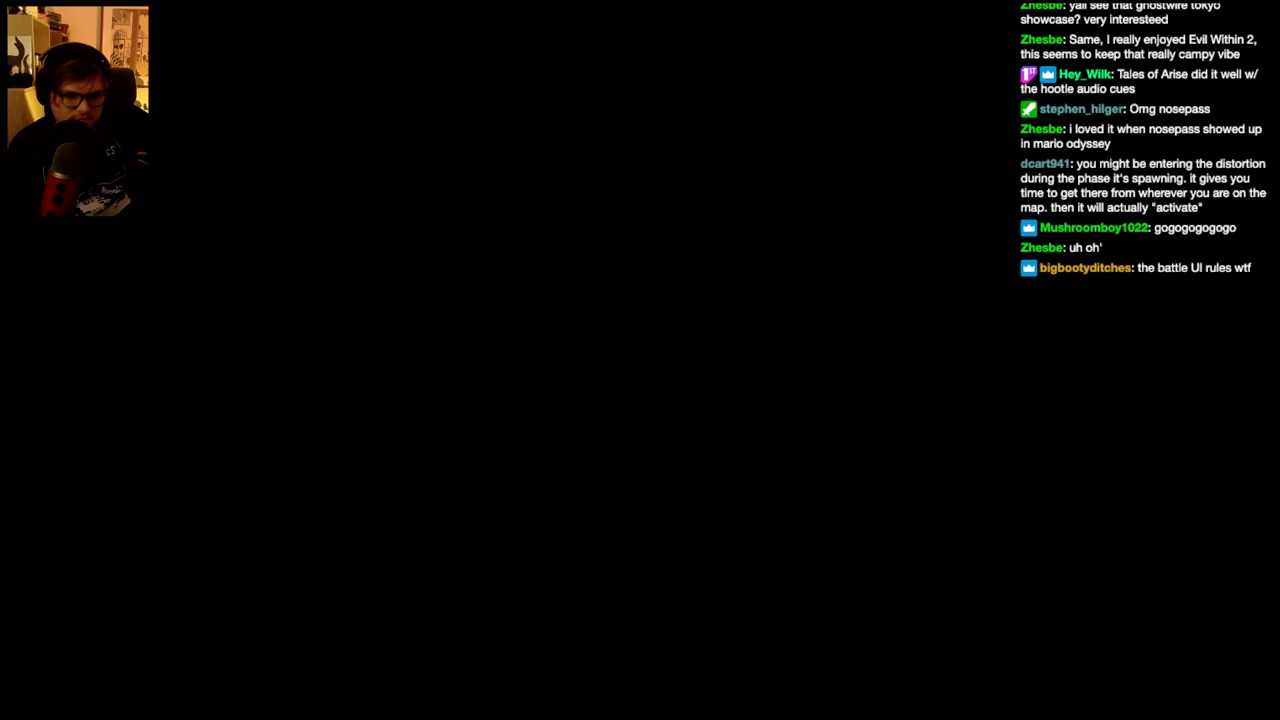 Zhesbe: yall see that ghostwire tokyo
showcase? very interesteed
Zhesbe: Same, I really enjoyed Evil Within 2,
this seems to keep that really campy vibe
1ST Hey_Wilk: Tales of Arise did it well w/
the hootle audio cues
stephen_hilger: Omg nosepass
Zhesbe: i loved it when nosepass showed up
in mario odyssey
dcart941: you might be entering the distortion
during the phase it's spawning. it gives you
time to get there from wherever you are on the
map. then it will actually "activate"
Mushroomboy1022: gogogogogogo
Zhesbe: uh oh'
bigbootyditches: the battle UI rules wtf